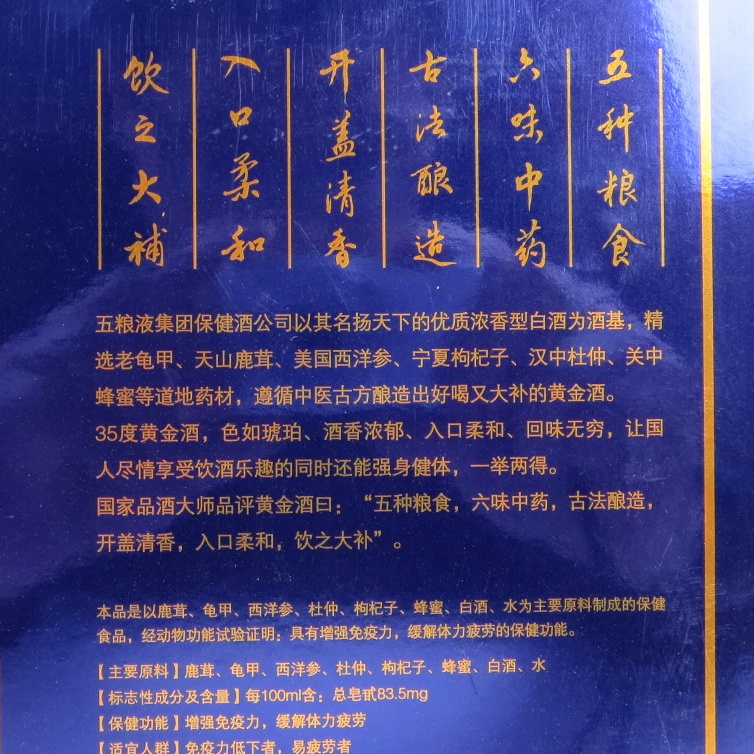 五种粮食
六味中药
古法酿造
开盖清香
入口柔和
饮之大补
五粮液集团保健酒公司以其名扬天下的优质浓香型白酒为酒基，精
选老龟甲、天山鹿茸、美国西洋参、宁夏枸杞子、汉中杜仲、关中
蜂蜜等道地药材，遵循中医古方酿造出好喝又大补的黄金酒。
35度黄金酒，色如琥珀、酒香浓郁、入口柔和、回味无穷，让国
人尽情享受饮酒乐趣的同时还能强身健体，一举两得。
国家品酒大师品评黄金酒曰：“五种粮食，六味中药，古法酿造，
开盖清香，入口柔和，饮之大补”。
本品是以鹿茸、龟甲、西洋参、杜仲、枸杞子、蜂蜜、白酒、水为主要原料制成的保健
食品，经动物功能试验证明：具有增强免疫力，缓解体力疲劳的保健功能。
【主要原料】鹿茸、龟甲、西洋参、杜仲、枸杞子、蜂蜜、白酒、水
【标志性成分及含量】每100ml含：总皂甙83.5mg
【保健功能】增强免疫力，缓解体力疲劳
【适宜人群】免疫力低下者，易疲劳者